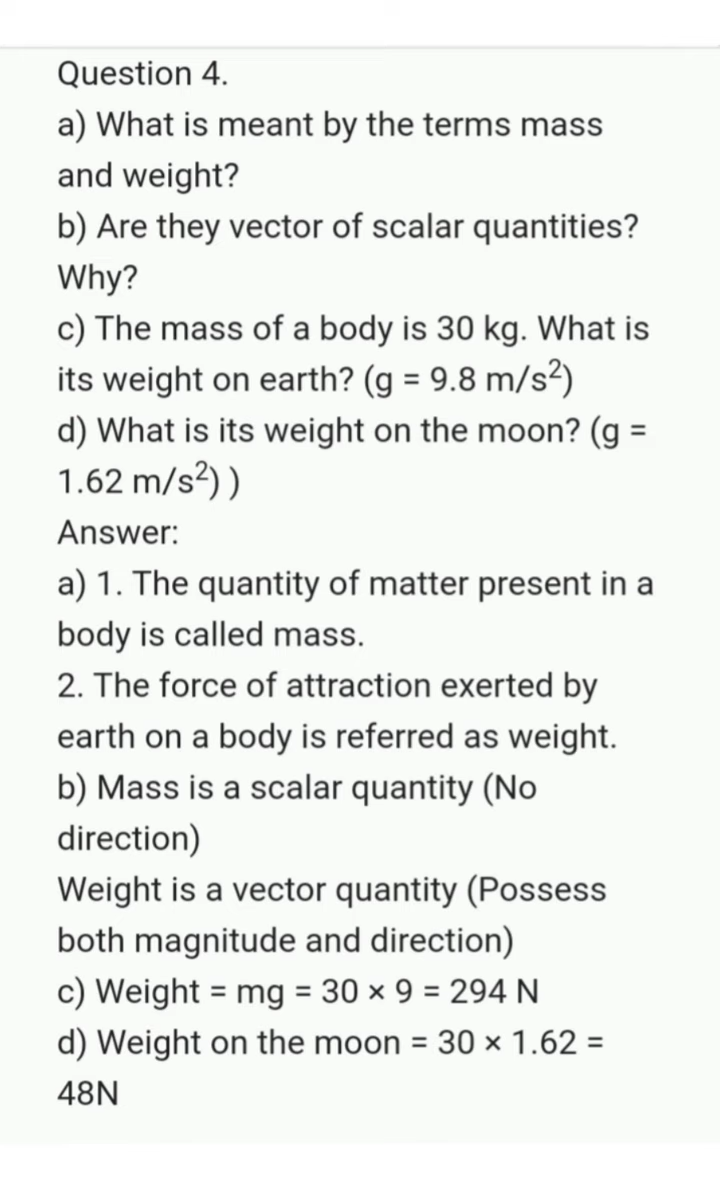 Question 4.
a) What is meant by the terms mass
and weight?
b) Are they vector of scalar quantities?
Why?
c) The mass of a body is 30 kg. What is
its weight on earth? (g = 9.8 m/s²)
d) What is its weight on the moon? (g =
1.62 m/s²) )
Answer:
a) 1. The quantity of matter present in a
body is called mass.
2. The force of attraction exerted by
earth on a body is referred as weight.
b) Mass is a scalar quantity (No
direction)
Weight is a vector quantity (Possess
both magnitude and direction)
c) Weight = mg = 30 × 9 = 294 N
d) Weight on the moon = 30 × 1.62 =
48N